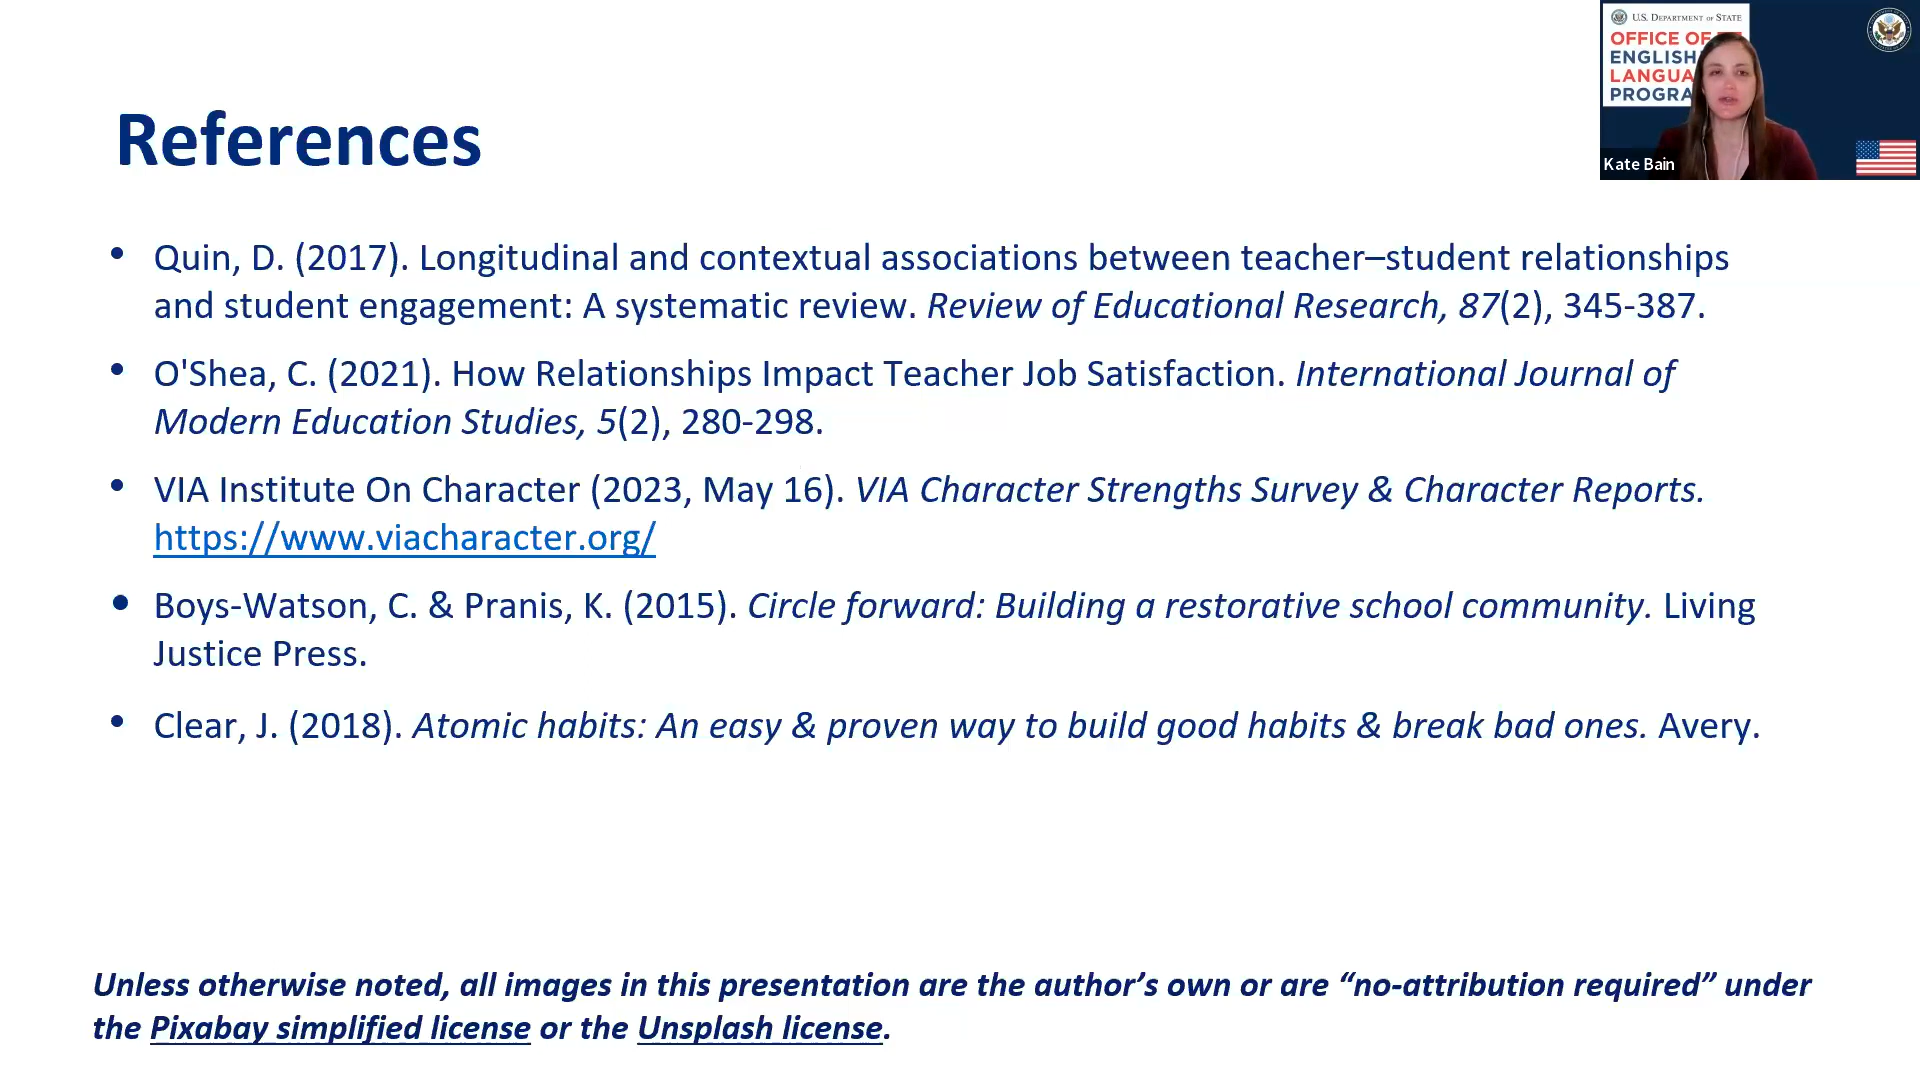 U.S. DEPARTMENT OF STATE
OFFICE OF
ENGLISH
LANGUA
PROGRA
Kate Bain
References
• Quin, D. (2017). Longitudinal and contextual associations between teacher–student relationships
and student engagement: A systematic review. Review of Educational Research, 87(2), 345-387.
• O'Shea, C. (2021). How Relationships Impact Teacher Job Satisfaction. International Journal of
Modern Education Studies, 5(2), 280-298.
• VIA Institute On Character (2023, May 16). VIA Character Strengths Survey & Character Reports.
https://www.viacharacter.org/
• Boys-Watson, C. & Pranis, K. (2015). Circle forward: Building a restorative school community. Living
Justice Press.
• Clear, J. (2018). Atomic habits: An easy & proven way to build good habits & break bad ones. Avery.
Unless otherwise noted, all images in this presentation are the author’s own or are “no-attribution required” under
the Pixabay simplified license or the Unsplash license.